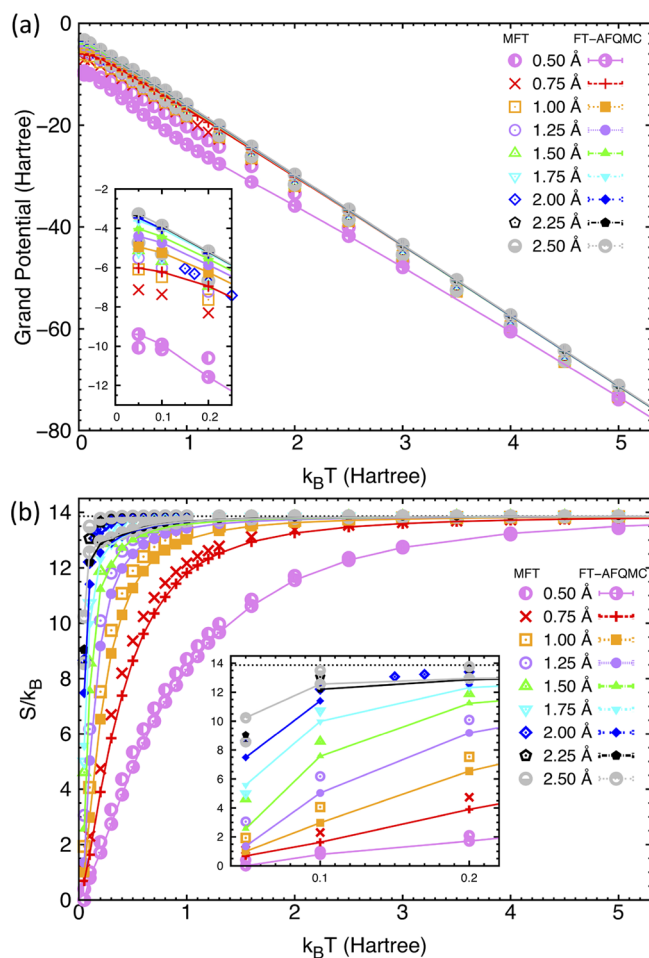 (a)
0
−20
−40
−60
−80
Grand Potential (Hartree)
MFT FT−AFQMC
0.50 Å
0.75 Å
1.00 Å
1.25 Å
1.50 Å
1.75 Å
2.00 Å
2.25 Å
2.50 Å
−2
−4
−6
−8
−10
−12
0 0.1 0.2
0 1 2 3 4 5
kBT (Hartree)
(b)
14
12
10
8
6
4
2
0
S/kB
MFT FT−AFQMC
0.50 Å
0.75 Å
1.00 Å
1.25 Å
1.50 Å
1.75 Å
2.00 Å
2.25 Å
2.50 Å
14
12
10
8
6
4
2
0
0.1 0.2
0 1 2 3 4 5
kBT (Hartree)